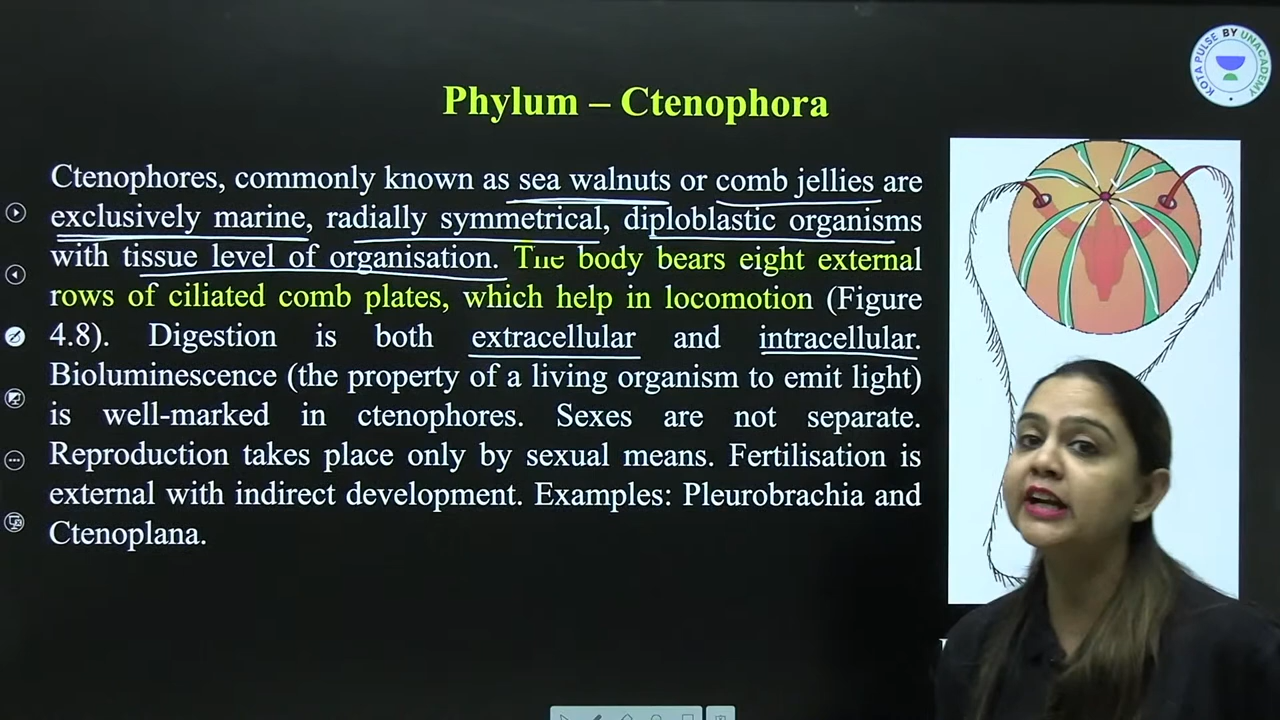 KOTA PULSE BY UNACADEMY
Phylum – Ctenophora
Ctenophores, commonly known as sea walnuts or comb jellies are
exclusively marine, radially symmetrical, diploblastic organisms
with tissue level of organisation. The body bears eight external
rows of ciliated comb plates, which help in locomotion (Figure
4.8). Digestion is both extracellular and intracellular.
Bioluminescence (the property of a living organism to emit light)
is well-marked in ctenophores. Sexes are not separate.
Reproduction takes place only by sexual means. Fertilisation is
external with indirect development. Examples: Pleurobrachia and
Ctenoplana.